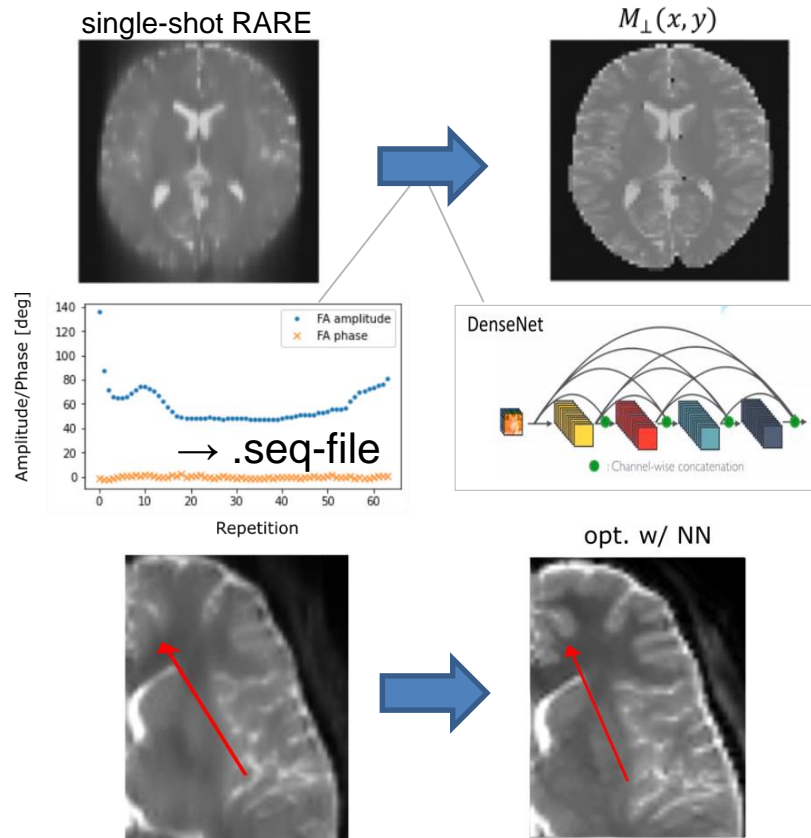 single-shot RARE
M⊥(x, y)
Amplitude/Phase [deg]
140
120
100
80
60
40
20
0
FA amplitude
FA phase
→ .seq-file
0 10 20 30 40 50 60
Repetition
DenseNet
C C C C
C : Channel-wise concatenation
opt. w/ NN